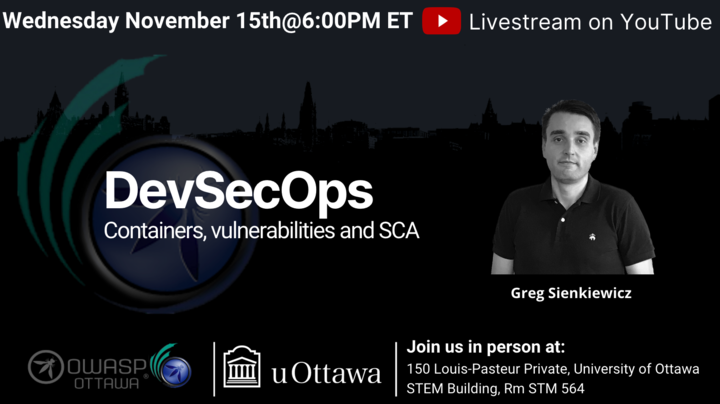 Wednesday November 15th@6:00PM ET
Livestream on YouTube
DevSecOps
Containers, vulnerabilities and SCA
Greg Sienkiewicz
OWASP
OTTAWA
®
uOttawa
Join us in person at:
150 Louis-Pasteur Private, University of Ottawa
STEM Building, Rm STM 564